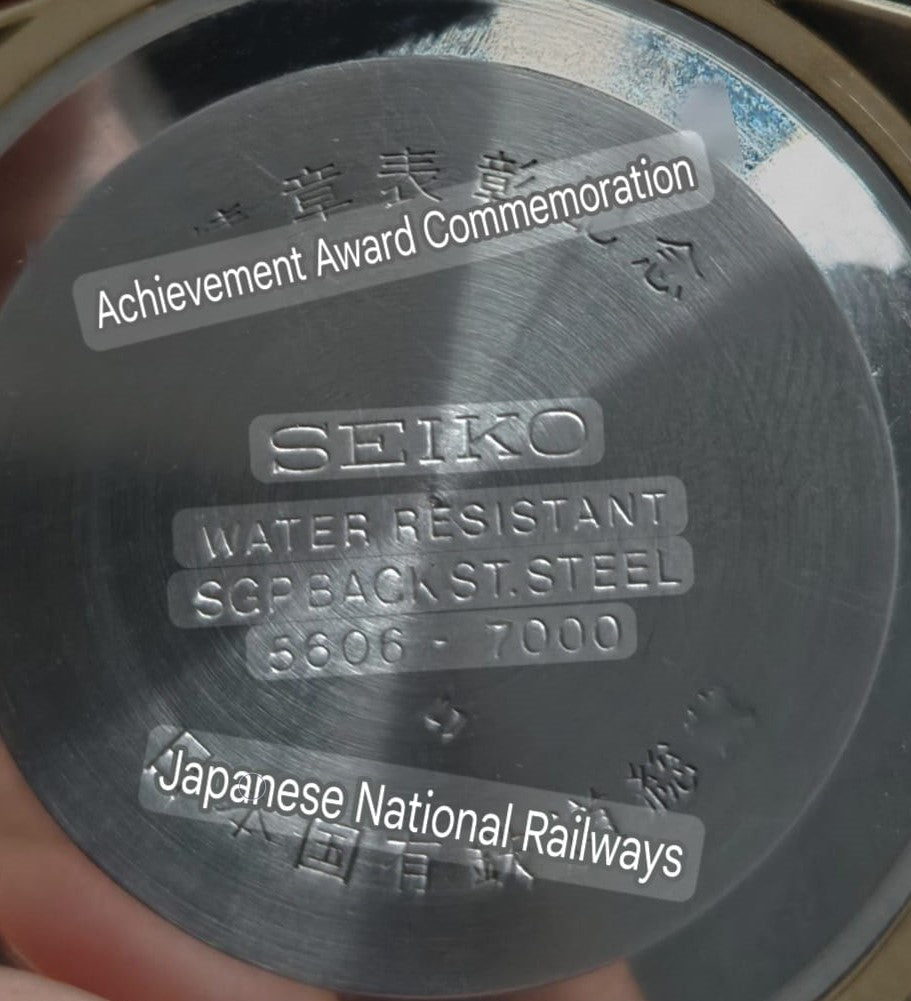 章表彰 念
Achievement Award Commemoration
SEIKO
WATER RESISTANT
SGP BACK ST. STEEL
5606 - 7000
Japanese National Railways
国有 総